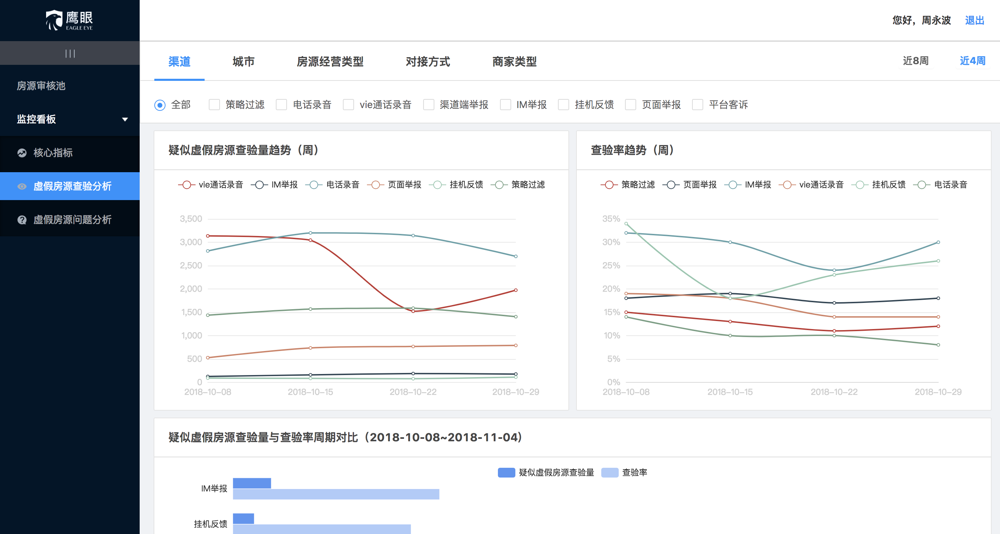 鹰眼
EAGLE EYE
您好，周永波 退出
房源审核池
监控看板
核心指标
虚假房源查验分析
虚假房源问题分析
渠道 城市 房源经营类型 对接方式 商家类型 近8周 近4周
全部 策略过滤 电话录音 vie通话录音 渠道端举报 IM举报 挂机反馈 页面举报 平台客诉
疑似虚假房源查验量趋势（周）
vie通话录音 IM举报 电话录音 页面举报 挂机反馈 策略过滤
3,500
3,000
2,500
2,000
1,500
1,000
500
0
2018-10-08 2018-10-15 2018-10-22 2018-10-29
查验率趋势（周）
策略过滤 页面举报 IM举报 vie通话录音 挂机反馈 电话录音
35%
30%
25%
20%
15%
10%
5%
0%
2018-10-08 2018-10-15 2018-10-22 2018-10-29
疑似虚假房源查验量与查验率周期对比（2018-10-08~2018-11-04）
疑似虚假房源查验量 查验率
IM举报
挂机反馈